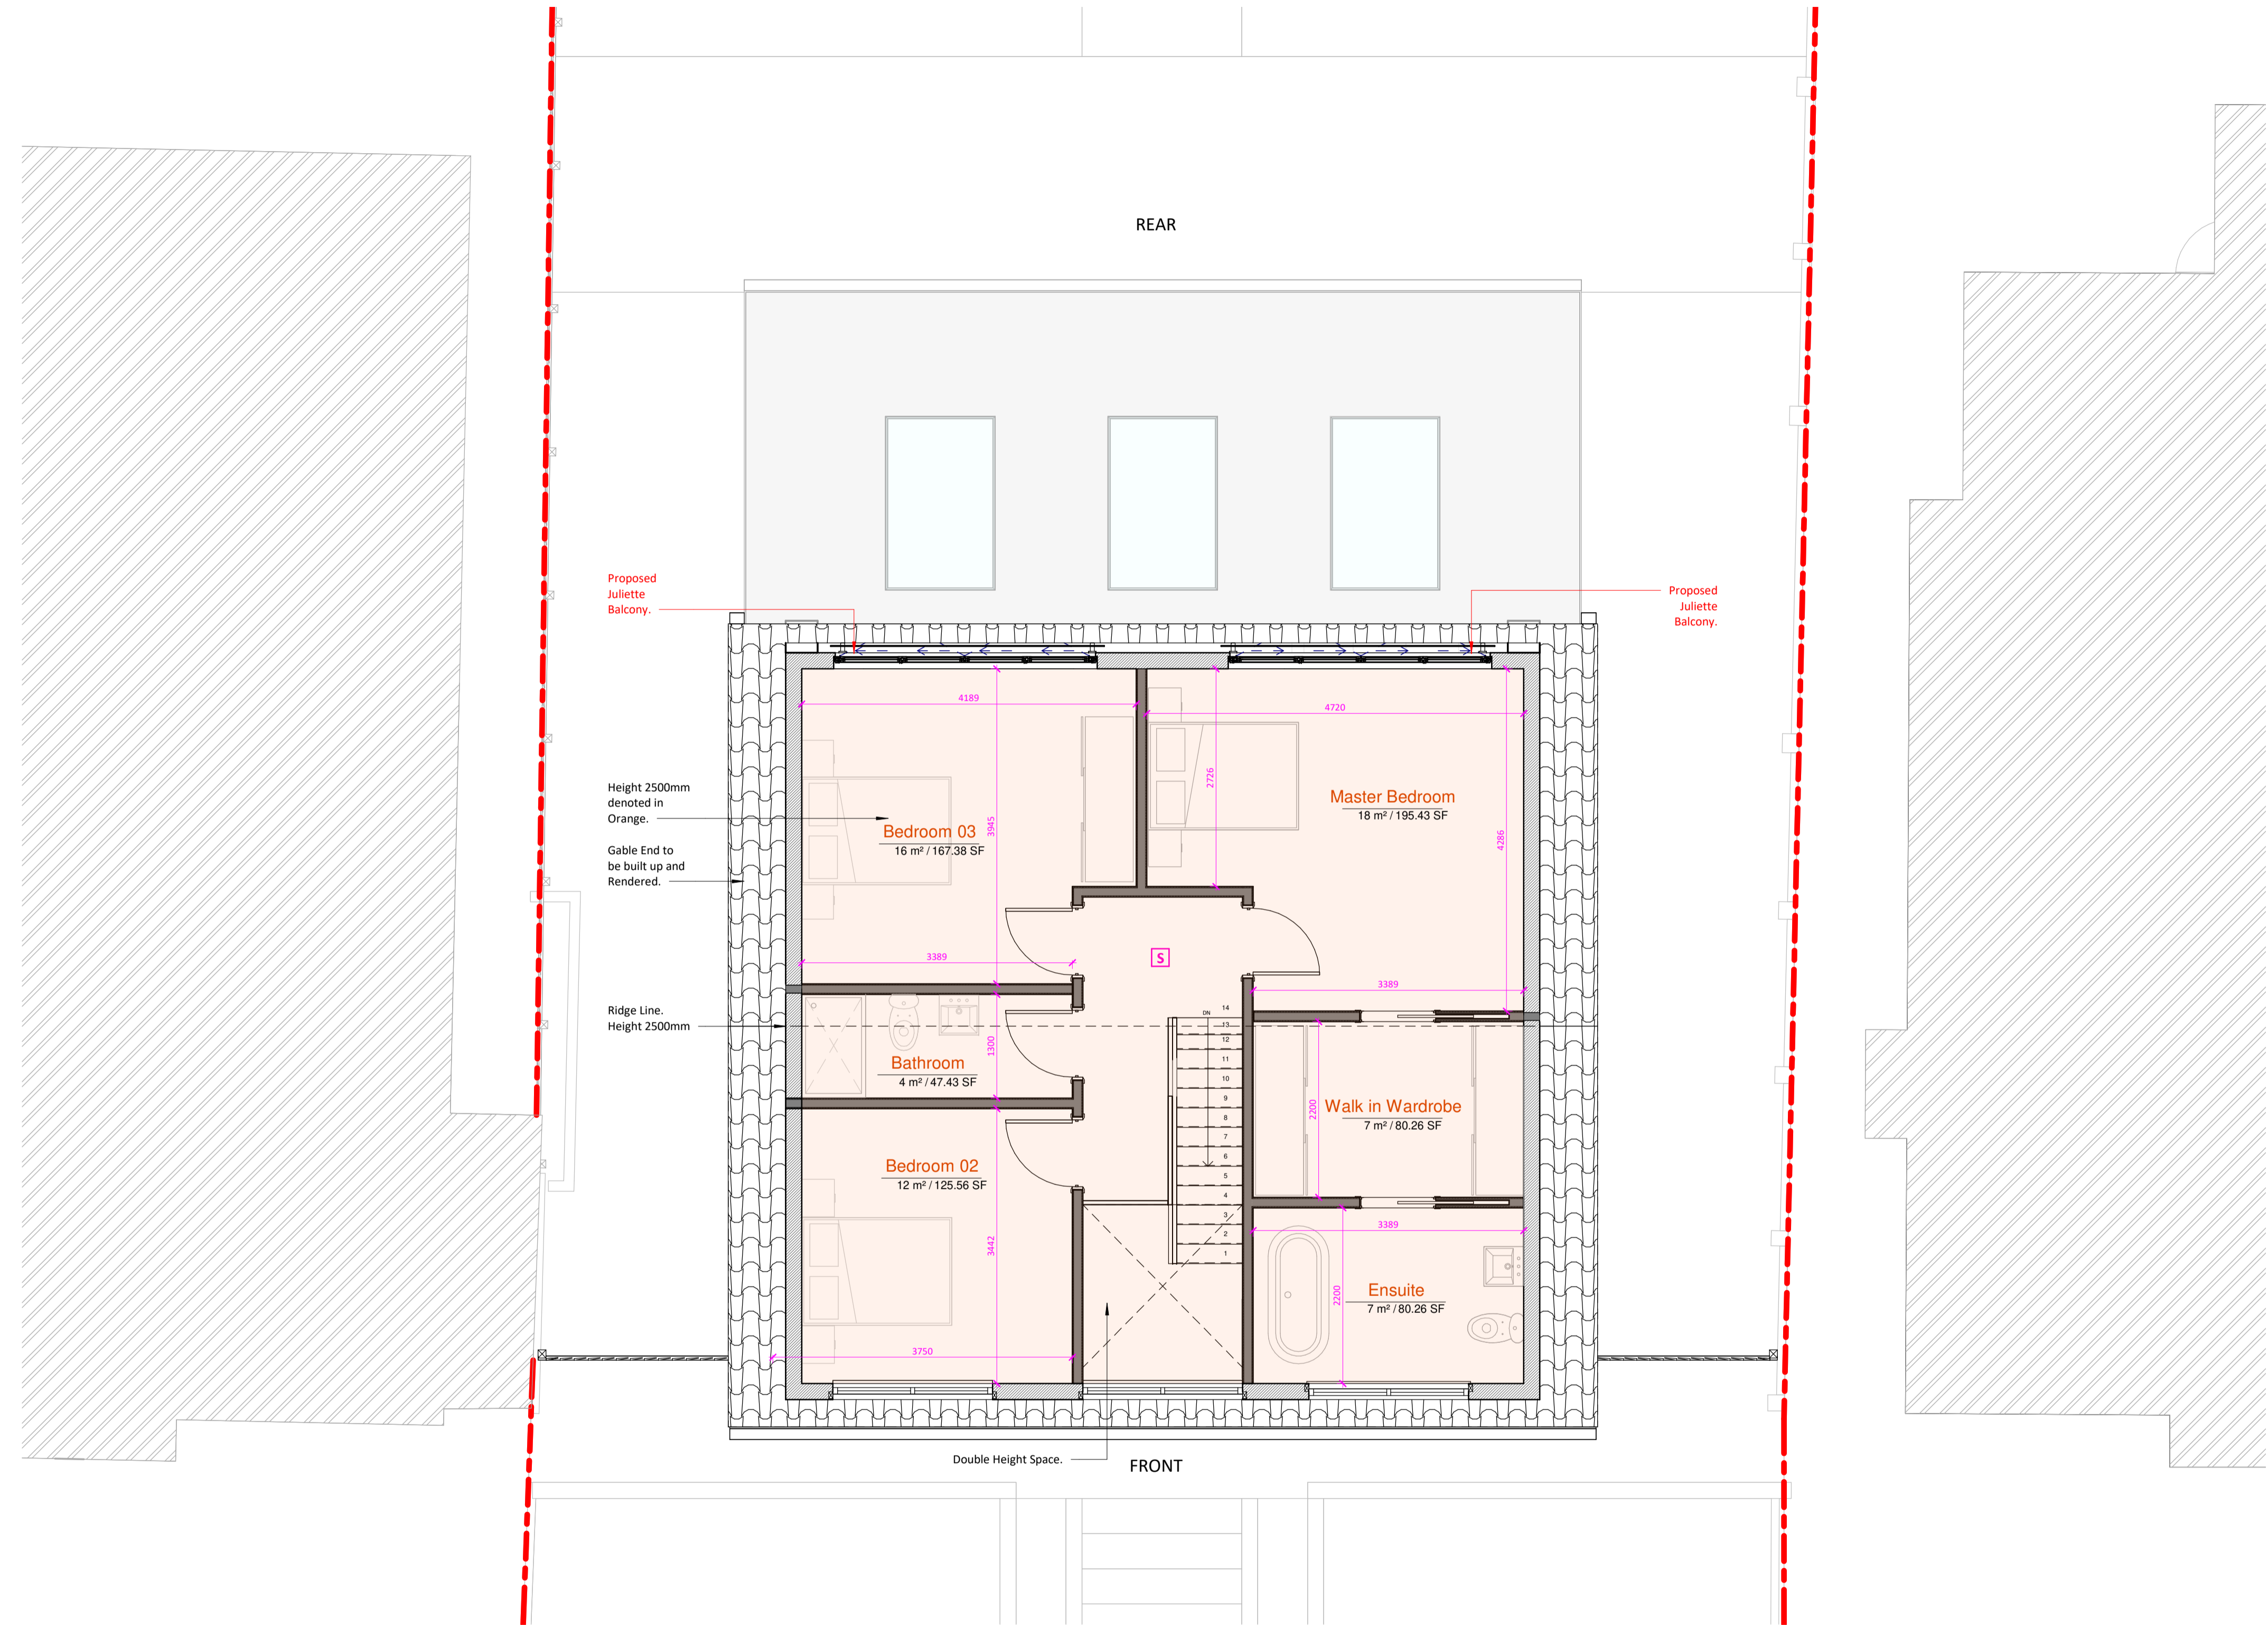 REAR
Proposed
Juliette
Balcony.
Proposed
Juliette
Balcony.
4189
4720
2726
3945
4286
Height 2500mm
denoted in
Orange.
Master Bedroom
18 m² / 195.43 SF
Bedroom 03
16 m² / 167.38 SF
Gable End to
be built up and
Rendered.
S
3389
3389
Ridge Line.
Height 2500mm
DN
14
13
12
11
10
9
8
7
6
5
4
3
2
1
1300
Bathroom
4 m² / 47.43 SF
2200
Walk in Wardrobe
7 m² / 80.26 SF
Bedroom 02
12 m² / 125.56 SF
3442
3389
2200
Ensuite
7 m² / 80.26 SF
3750
Double Height Space.
FRONT